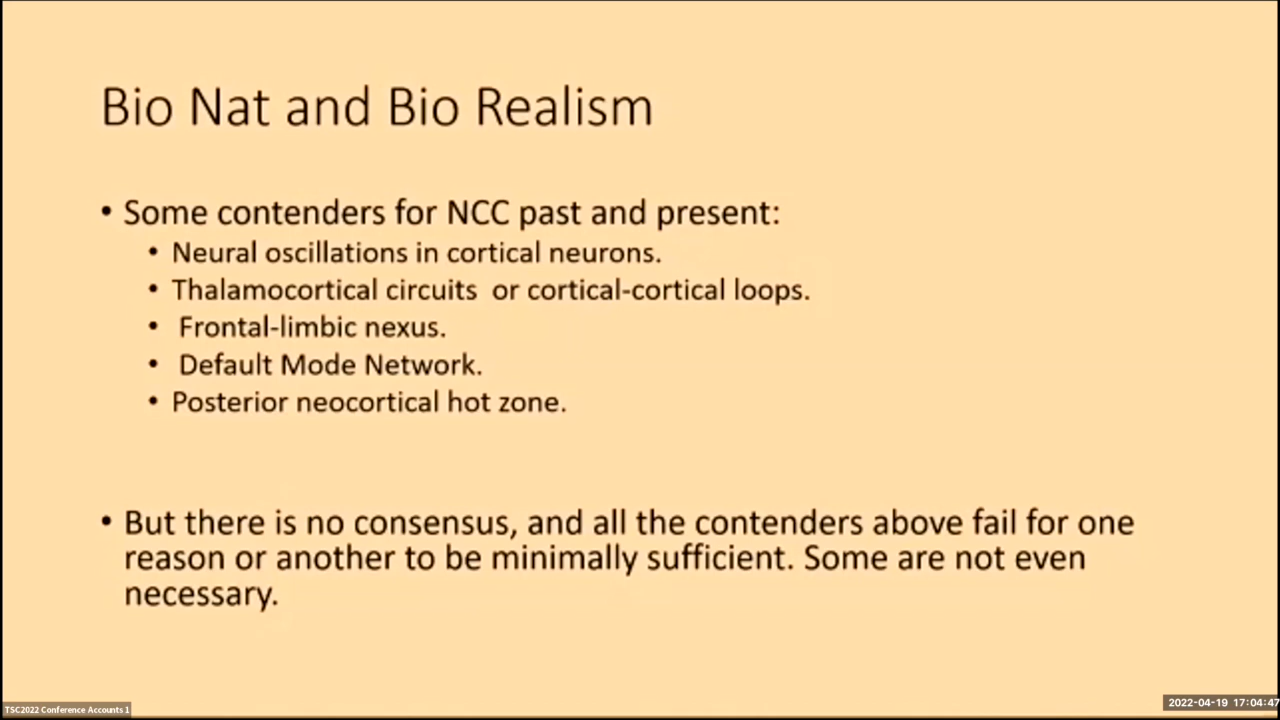 Bio Nat and Bio Realism
• Some contenders for NCC past and present:
• Neural oscillations in cortical neurons.
• Thalamocortical circuits or cortical-cortical loops.
• Frontal-limbic nexus.
• Default Mode Network.
• Posterior neocortical hot zone.
• But there is no consensus, and all the contenders above fail for one
reason or another to be minimally sufficient. Some are not even
necessary.
TSC2022 Conference Accounts 1
2022-04-19 17:04:47